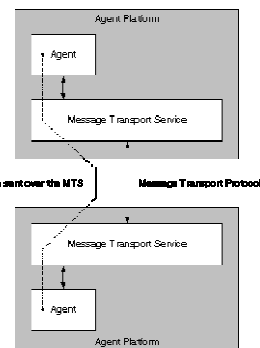 Agent Platform
Agent
Message Transport Service
sent over the MTS
Message Transport Protocol
Message Transport Service
Agent
Agent Platform